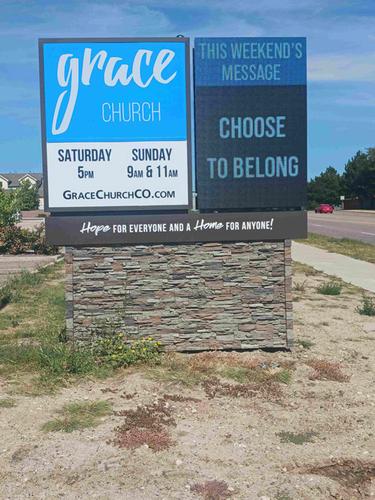 grace
CHURCH
SATURDAY
5PM
SUNDAY
9AM & 11AM
GRACECHURCHCO.COM
THIS WEEKEND'S
MESSAGE
CHOOSE
TO BELONG
Hope FOR EVERYONE AND A Home FOR ANYONE!